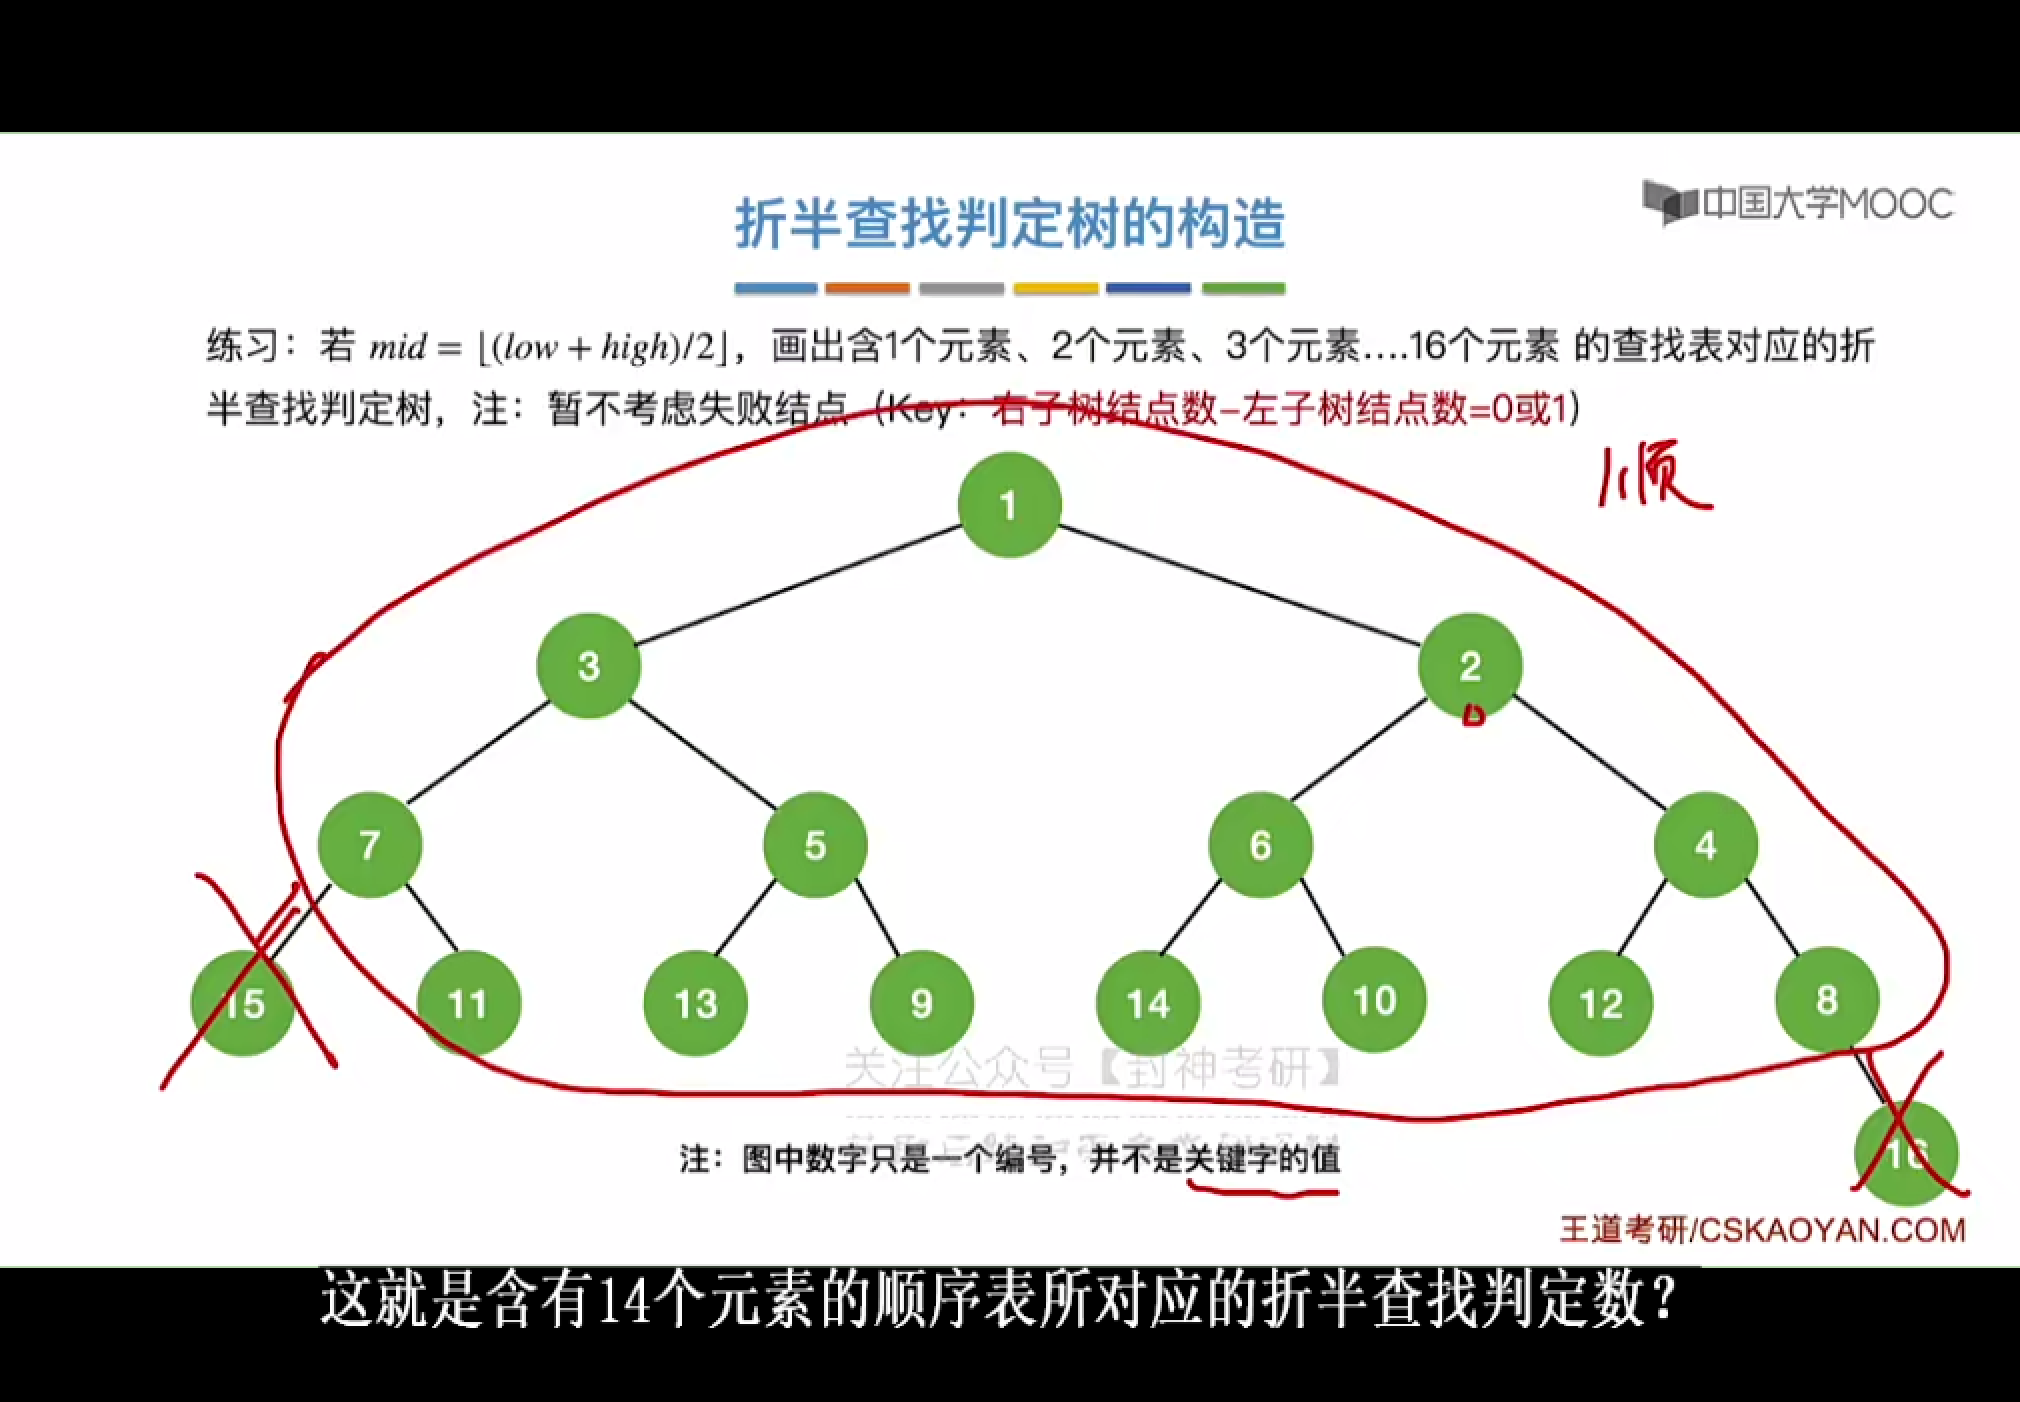 折半查找判定树的构造
中国大学MOOC
练习：若 mid = ⌊(low + high)/2⌋，画出含1个元素、2个元素、3个元素....16个元素 的查找表对应的折
半查找判定树，注：暂不考虑失败结点（Key：右子树结点数–左子树结点数=0或1）
顺
1
3
2
7
5
6
4
15
11
13
9
14
10
12
8
关注公众号【封神考研】
16
注：图中数字只是一个编号，并不是关键字的值
王道考研/CSKAOYAN.COM
这就是含有14个元素的顺序表所对应的折半查找判定数？